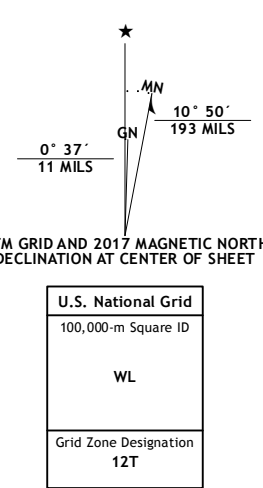 ★
MN
GN
10° 50´
193 MILS
0° 37´
11 MILS
M GRID AND 2017 MAGNETIC NORTH
DECLINATION AT CENTER OF SHEET
U.S. National Grid
100,000-m Square ID
WL
Grid Zone Designation
12T